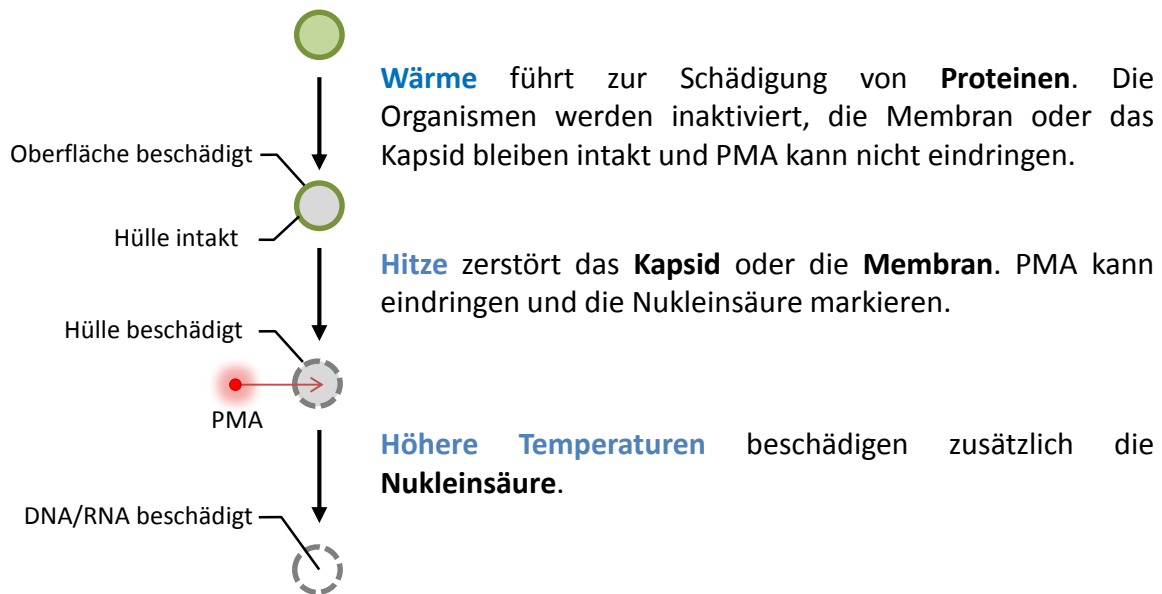 Wärme führt zur Schädigung von Proteinen. Die
Organismen werden inaktiviert, die Membran oder das
Kapsid bleiben intakt und PMA kann nicht eindringen.
Oberfläche beschädigt
Hülle intakt
Hitze zerstört das Kapsid oder die Membran. PMA kann
eindringen und die Nukleinsäure markieren.
Hülle beschädigt
PMA
Höhere Temperaturen beschädigen zusätzlich die
Nukleinsäure.
DNA/RNA beschädigt